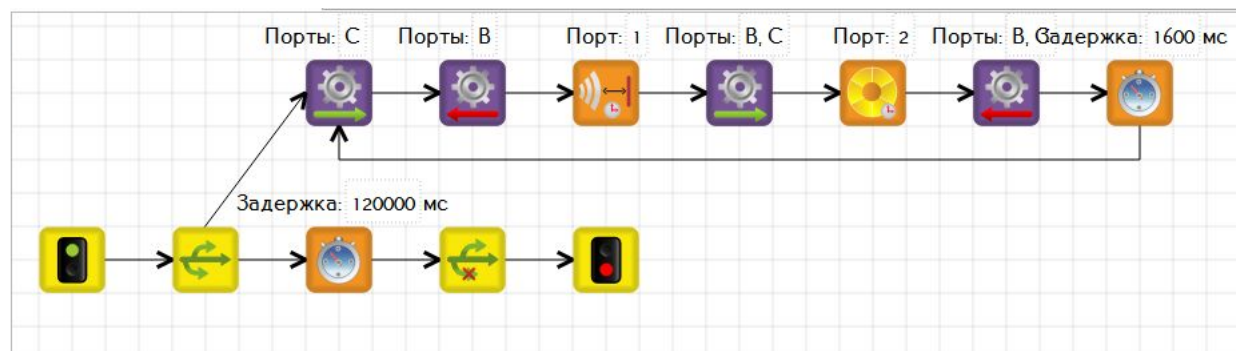 Порты: C
Порты: B
Порт: 1
Порты: B, C
Порт: 2
Порты: B, C
Задержка: 1600 мс
Задержка: 120000 мс